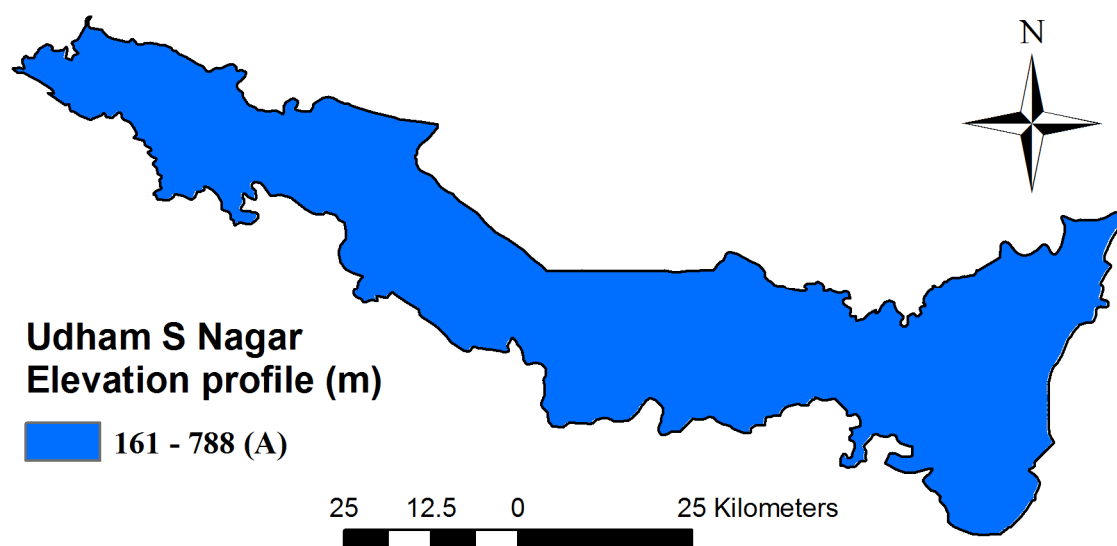 N
Udham S Nagar
Elevation profile (m)
161 - 788 (A)
25 12.5 0 25 Kilometers